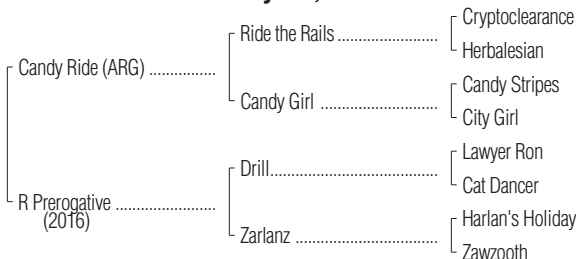 Cryptoclearance
Ride the Rails
Herbalesian
Candy Ride (ARG)
Candy Stripes
Candy Girl
City Girl
Lawyer Ron
Drill
Cat Dancer
R Prerogative
(2016)
Harlan's Holiday
Zarlanz
Zawzooth